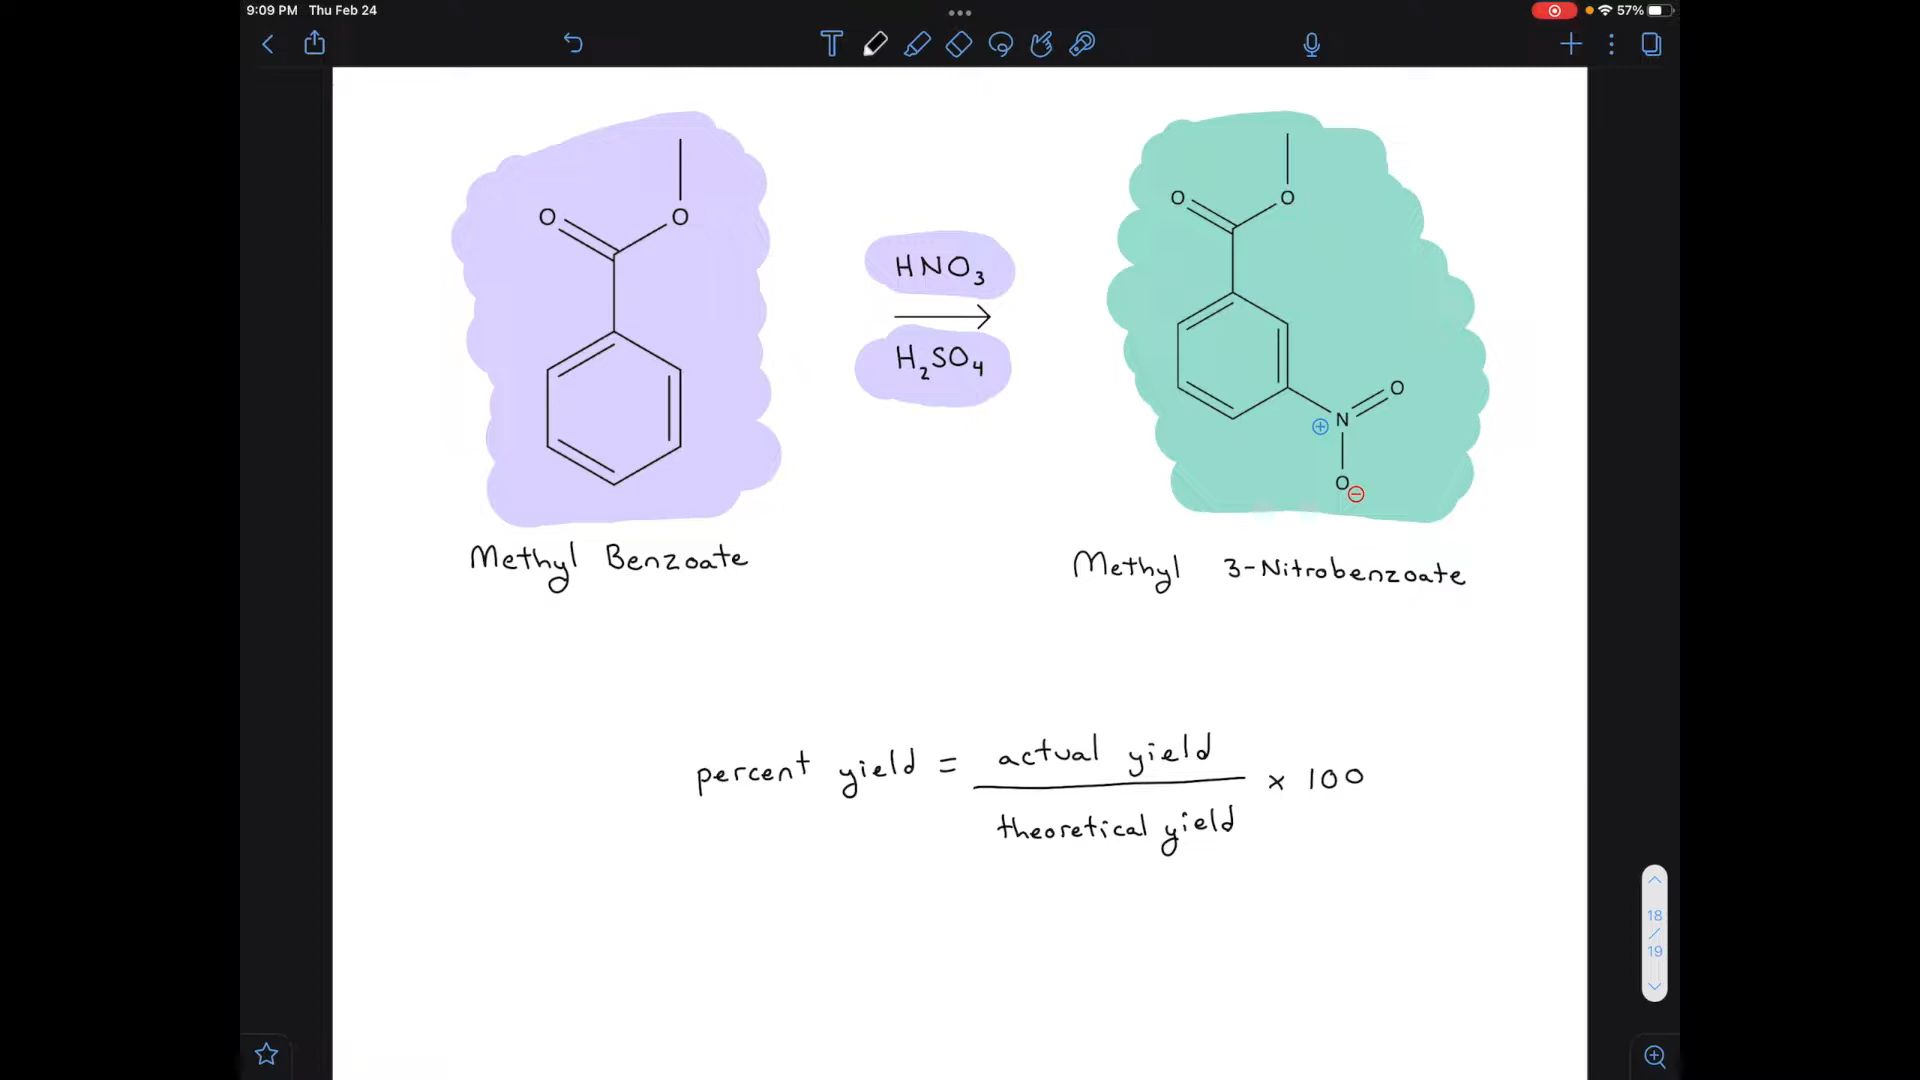 9:09 PM Thu Feb 24
57%
T
O
O
HNO₃
H₂SO₄
O
O
N
O
O
Methyl Benzoate
Methyl 3-Nitrobenzoate
percent yield = actual yield / theoretical yield × 100
18
/
19